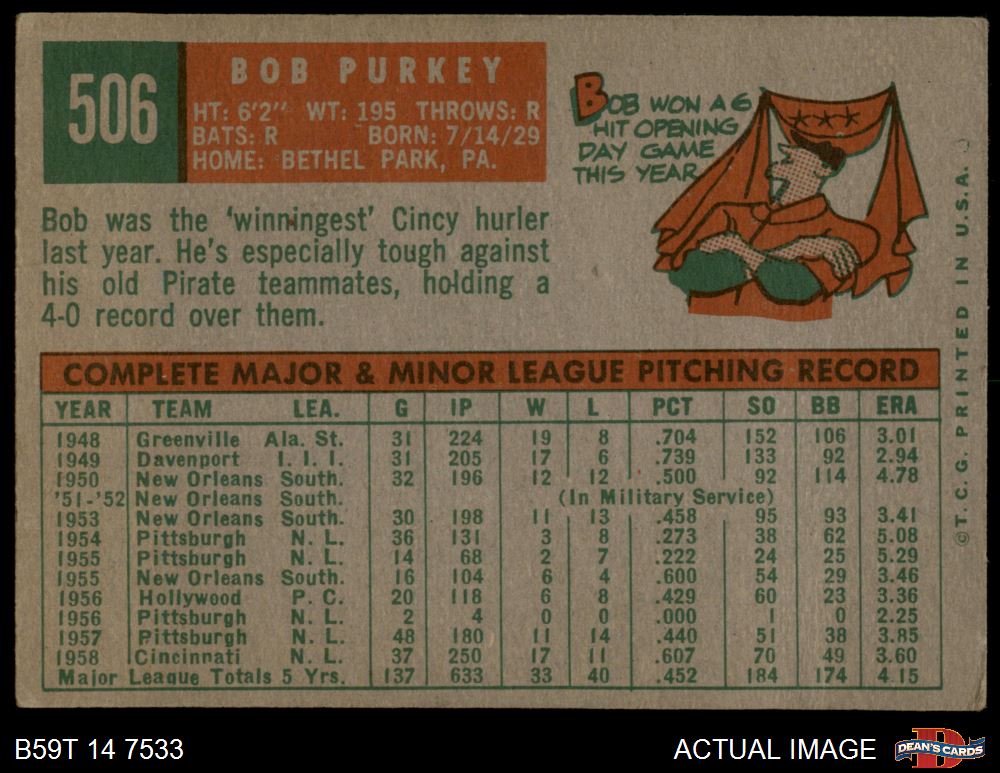 506
BOB PURKEY
HT: 6'2" WT: 195 THROWS: R
BATS: R BORN: 7/14/29
HOME: BETHEL PARK, PA.
BOB WON A 6
HIT OPENING
DAY GAME
THIS YEAR
Bob was the 'winningest' Cincy hurler
last year. He's especially tough against
his old Pirate teammates, holding a
4-0 record over them.
COMPLETE MAJOR & MINOR LEAGUE PITCHING RECORD
YEAR TEAM LEA. G IP W L PCT SO BB ERA
1948 Greenville Ala. St. 31 224 19 8 .704 152 106 3.01
1949 Davenport I. I. I. 31 205 17 6 .739 133 92 2.94
1950 New Orleans South. 32 196 12 12 .500 92 114 4.78
'51-'52 New Orleans South. (In Military Service)
1953 New Orleans South. 30 198 11 13 .458 95 93 3.41
1954 Pittsburgh N. L. 36 131 3 8 .273 38 62 5.08
1955 Pittsburgh N. L. 14 68 2 7 .222 24 25 5.29
1955 New Orleans South. 16 104 6 4 .600 54 29 3.46
1956 Hollywood P. C. 20 118 6 8 .429 60 23 3.36
1956 Pittsburgh N. L. 2 4 0 0 .000 1 0 2.25
1957 Pittsburgh N. L. 48 180 11 14 .440 51 38 3.85
1958 Cincinnati N. L. 37 250 17 11 .607 70 49 3.60
Major League Totals 5 Yrs. 137 633 33 40 .452 184 174 4.15
©T. C. G. PRINTED IN U.S.A.
B59T 14 7533
ACTUAL IMAGE
D
DEAN'S CARDS